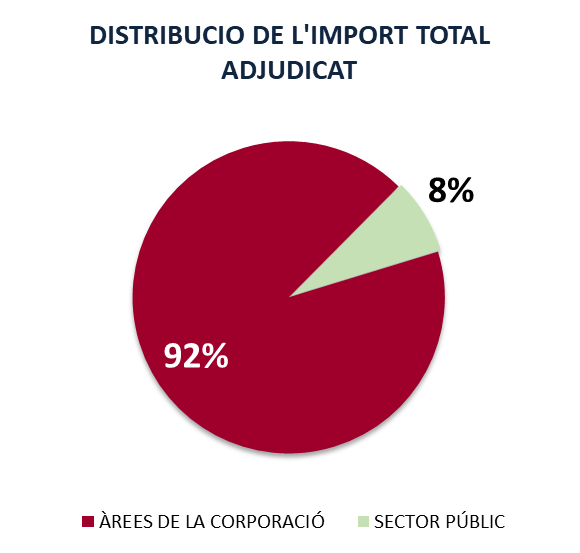 DISTRIBUCIO DE L'IMPORT TOTAL
ADJUDICAT
8%
92%
ÀREES DE LA CORPORACIÓ
SECTOR PÚBLIC